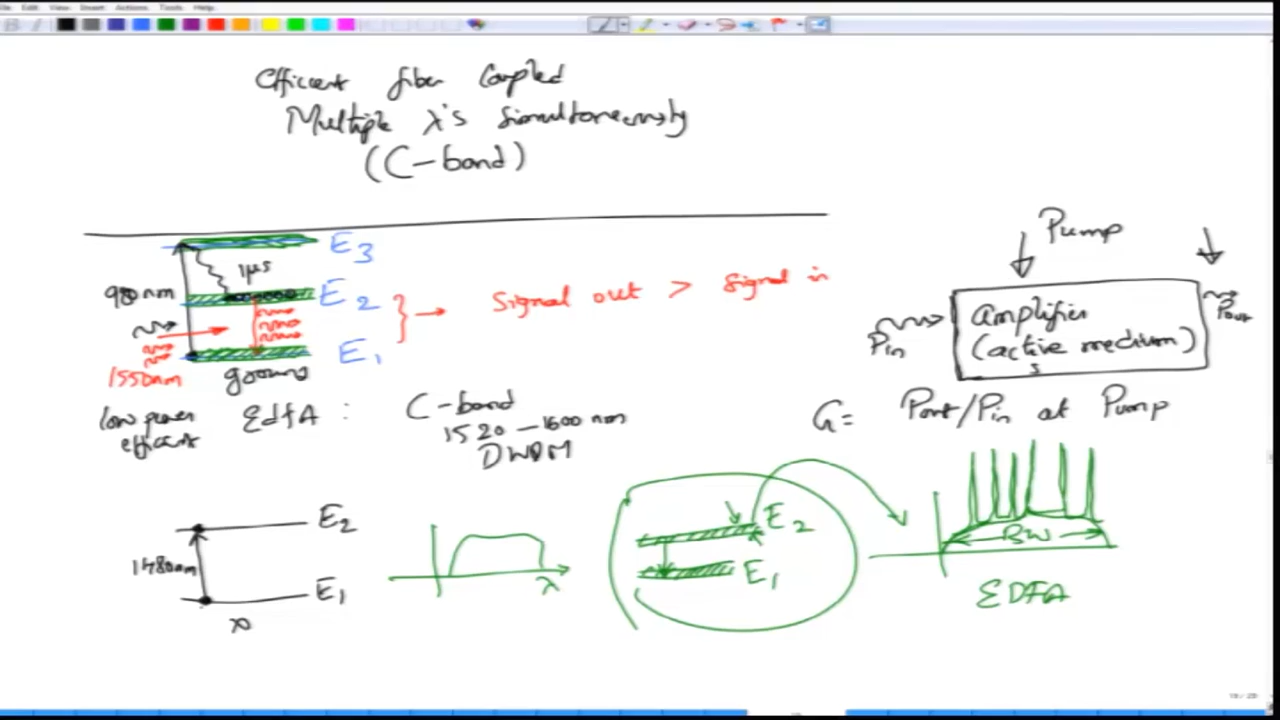 Efficient fiber Coupled
Multiple λ's simultaneously
(C-band)
E3
1μs
980nm
E2
Signal out > Signal in
E1
1550nm
ground
Pump
Pin
Amplifier
(active medium)
Pout
G = Pout/Pin at Pump
low power
efficient
EdfA :
C-band
1520-1600 nm
DWDM
E2
1480nm
E1
λ
E2
E1
BW
EDFA